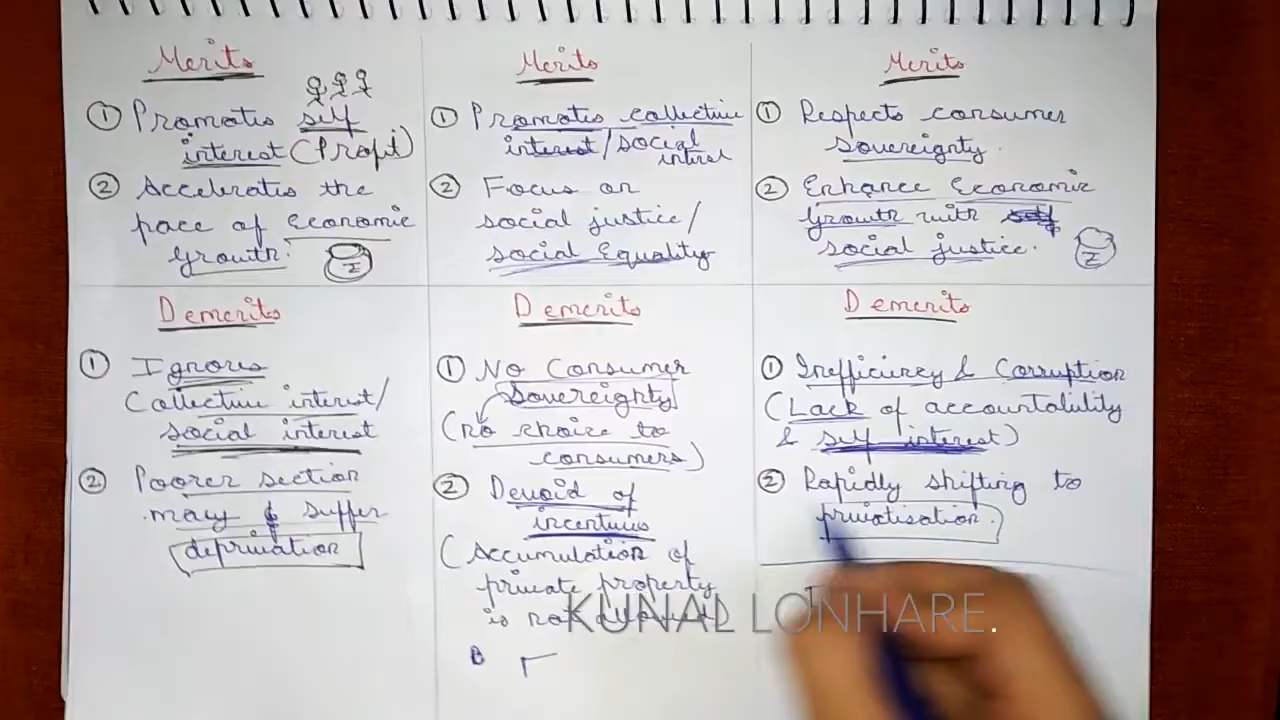 Merits
① Promotes self
interest (Profit)
② Accelerates the
pace of Economic
growth.
I
Demerits
① Ignores
Collective interest/
social interest
② Poorer section
may suffer
deprivation
Merits
① Promotes collective
interest/social
interest
② Focus on
social justice/
social Equality
Demerits
① No Consumer
Sovereignty
(no choice to
consumers)
② Devoid of
incentives
(Accumulation of
private property
is not
B
Merits
① Respects consumer
sovereignty.
② Enhance Economic
growth with
social justice.
I
Demerits
① Inefficiency & Corruption
(Lack of accountability
& self interest)
② Rapidly shifting to
privatisation.
KUNAL LONHARE.